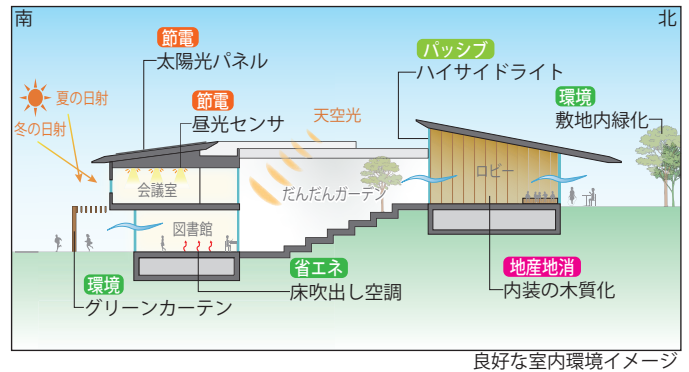 南
北
節電
太陽光パネル
パッシブ
ハイサイドライト
夏の日射
冬の日射
節電
昼光センサ
天空光
環境
敷地内緑化
会議室
だんだんガーデン
ロビー
図書館
環境
グリーンカーテン
省エネ
床吹出し空調
地産地消
内装の木質化
良好な室内環境イメージ